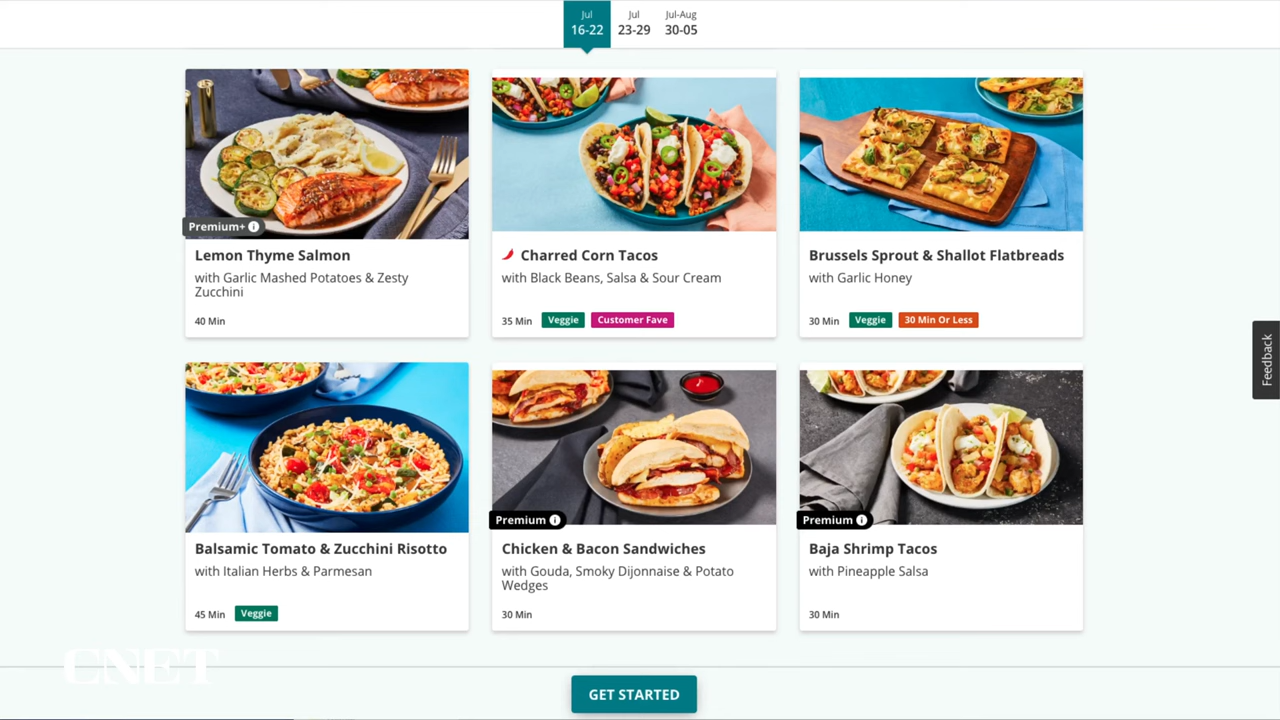 Jul
16-22
Jul
23-29
Jul-Aug
30-05
Premium+ i
Lemon Thyme Salmon
with Garlic Mashed Potatoes & Zesty
Zucchini
40 Min
Charred Corn Tacos
with Black Beans, Salsa & Sour Cream
35 Min Veggie Customer Fave
Brussels Sprout & Shallot Flatbreads
with Garlic Honey
30 Min Veggie 30 Min Or Less
Balsamic Tomato & Zucchini Risotto
with Italian Herbs & Parmesan
45 Min Veggie
Premium i
Chicken & Bacon Sandwiches
with Gouda, Smoky Dijonnaise & Potato
Wedges
30 Min
Premium i
Baja Shrimp Tacos
with Pineapple Salsa
30 Min
Feedback
CNET
GET STARTED